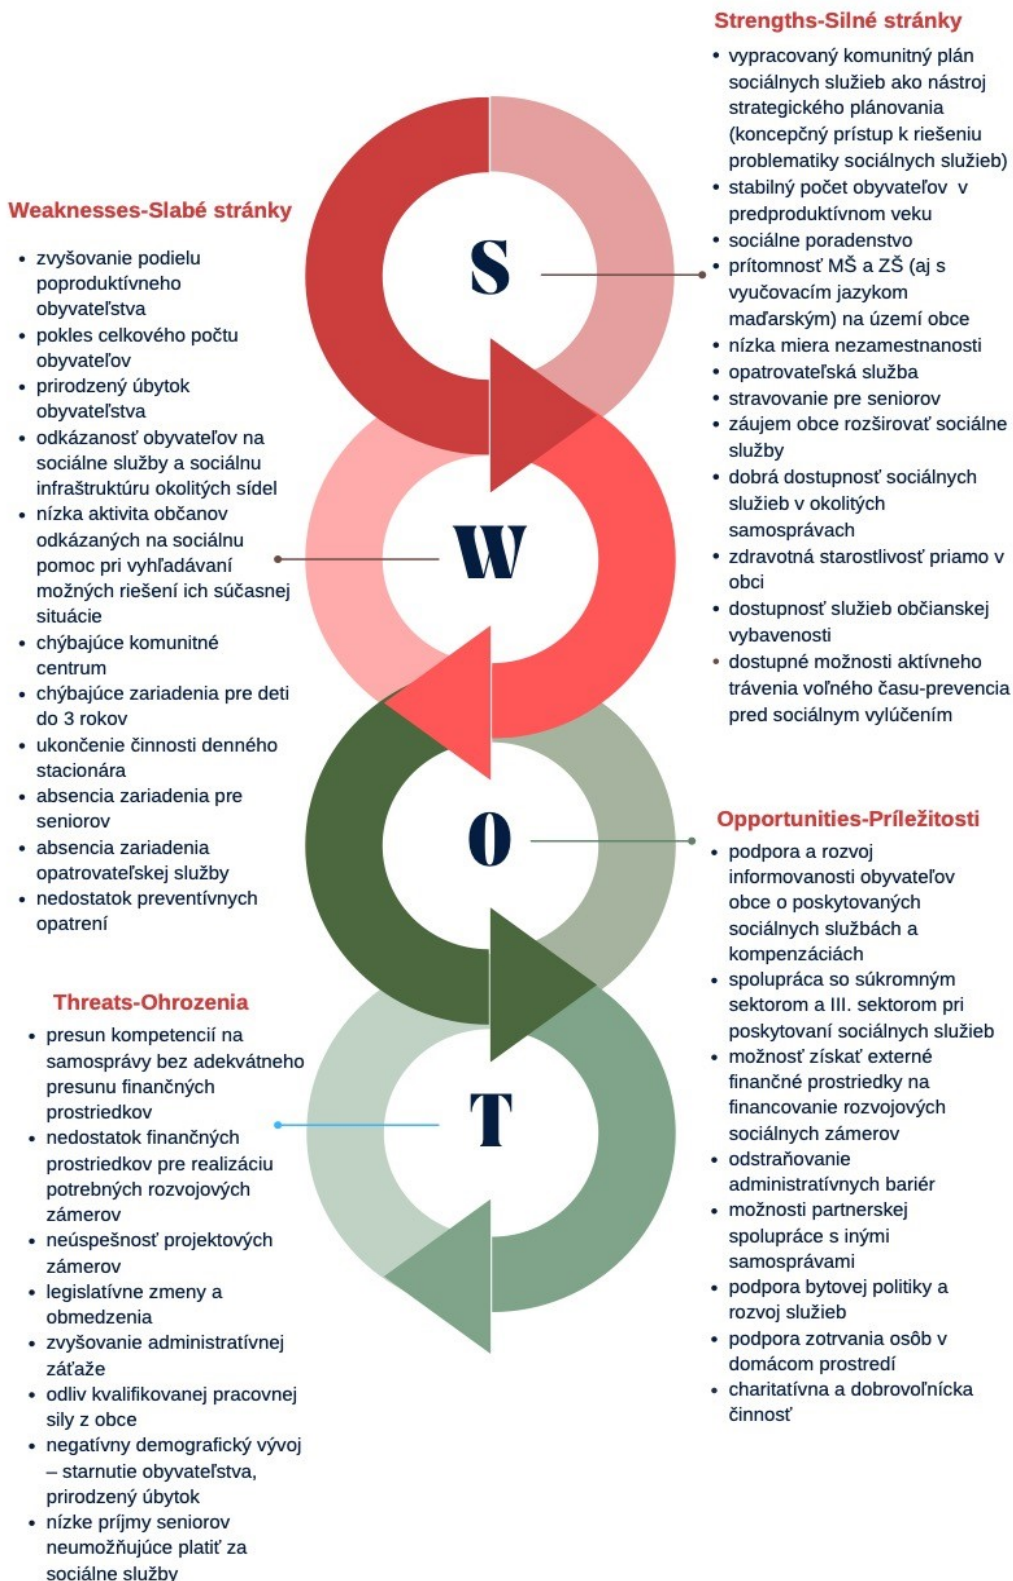 Strengths-Silné stránky
• vypracovaný komunitný plán
sociálnych služieb ako nástroj
strategického plánovania
(koncepčný prístup k riešeniu
problematiky sociálnych služieb)
• stabilný počet obyvateľov v
predproduktívnom veku
• sociálne poradenstvo
• prítomnosť MŠ a ZŠ (aj s
vyučovacím jazykom
maďarským) na území obce
• nízka miera nezamestnanosti
• opatrovateľská služba
• stravovanie pre seniorov
• záujem obce rozširovať sociálne
služby
• dobrá dostupnosť sociálnych
služieb v okolitých
samosprávach
• zdravotná starostlivosť priamo v
obci
• dostupnosť služieb občianskej
vybavenosti
• dostupné možnosti aktívneho
trávenia voľného času-prevencia
pred sociálnym vylúčením
S
Weaknesses-Slabé stránky
• zvyšovanie podielu
poproduktívneho
obyvateľstva
• pokles celkového počtu
obyvateľov
• prirodzený úbytok
obyvateľstva
• odkázanosť obyvateľov na
sociálne služby a sociálnu
infraštruktúru okolitých sídel
• nízka aktivita občanov
odkázaných na sociálnu
pomoc pri vyhľadávaní
možných riešení ich súčasnej
situácie
• chýbajúce komunitné
centrum
• chýbajúce zariadenia pre deti
do 3 rokov
• ukončenie činnosti denného
stacionára
• absencia zariadenia pre
seniorov
• absencia zariadenia
opatrovateľskej služby
• nedostatok preventívnych
opatrení
W
Opportunities-Príležitosti
• podpora a rozvoj
informovanosti obyvateľov
obce o poskytovaných
sociálnych službách a
kompenzáciách
• spolupráca so súkromným
sektorom a III. sektorom pri
poskytovaní sociálnych služieb
• možnosť získať externé
finančné prostriedky na
financovanie rozvojových
sociálnych zámerov
• odstraňovanie
administratívnych bariér
• možnosti partnerskej
spolupráce s inými
samosprávami
• podpora bytovej politiky a
rozvoj služieb
• podpora zotrvania osôb v
domácom prostredí
• charitatívna a dobrovoľnícka
činnosť
O
Threats-Ohrozenia
• presun kompetencií na
samosprávy bez adekvátneho
presunu finančných
prostriedkov
• nedostatok finančných
prostriedkov pre realizáciu
potrebných rozvojových
zámerov
• neúspešnosť projektových
zámerov
• legislatívne zmeny a
obmedzenia
• zvyšovanie administratívnej
záťaže
• odliv kvalifikovanej pracovnej
sily z obce
• negatívny demografický vývoj
– starnutie obyvateľstva,
prirodzený úbytok
• nízke príjmy seniorov
neumožňujúce platiť za
sociálne služby
T